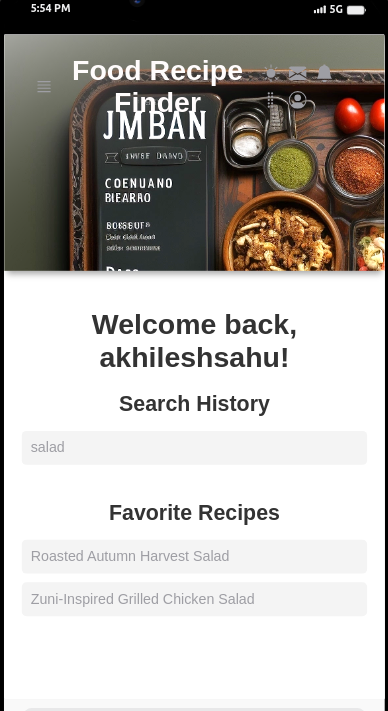 5:54 PM
5G
Food Recipe
Finder
JMBAN
COENUANO
BIEARRO
Welcome back,
akhileshsahu!
Search History
salad
Favorite Recipes
Roasted Autumn Harvest Salad
Zuni-Inspired Grilled Chicken Salad